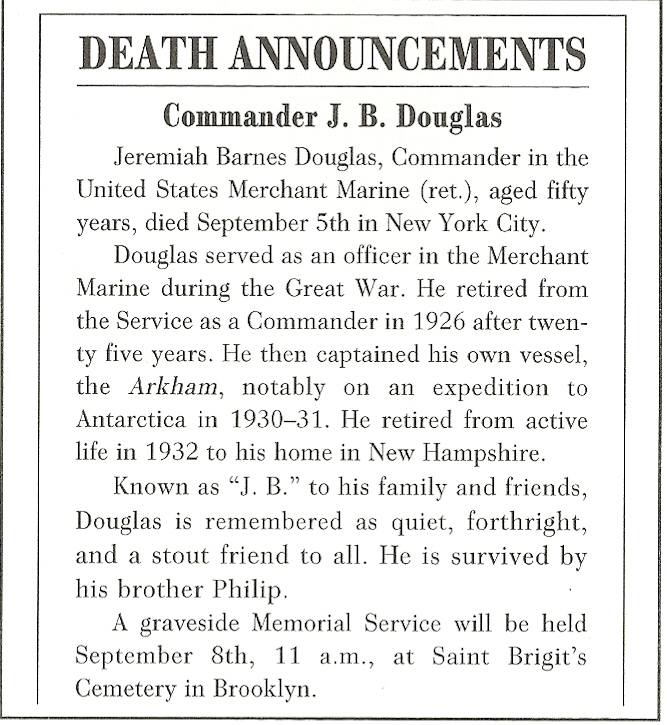 DEATH ANNOUNCEMENTS
Commander J. B. Douglas
Jeremiah Barnes Douglas, Commander in the
United States Merchant Marine (ret.), aged fifty
years, died September 5th in New York City.
Douglas served as an officer in the Merchant
Marine during the Great War. He retired from
the Service as a Commander in 1926 after twen-
ty five years. He then captained his own vessel,
the Arkham, notably on an expedition to
Antarctica in 1930–31. He retired from active
life in 1932 to his home in New Hampshire.
Known as “J. B.” to his family and friends,
Douglas is remembered as quiet, forthright,
and a stout friend to all. He is survived by
his brother Philip.
A graveside Memorial Service will be held
September 8th, 11 a.m., at Saint Brigit’s
Cemetery in Brooklyn.